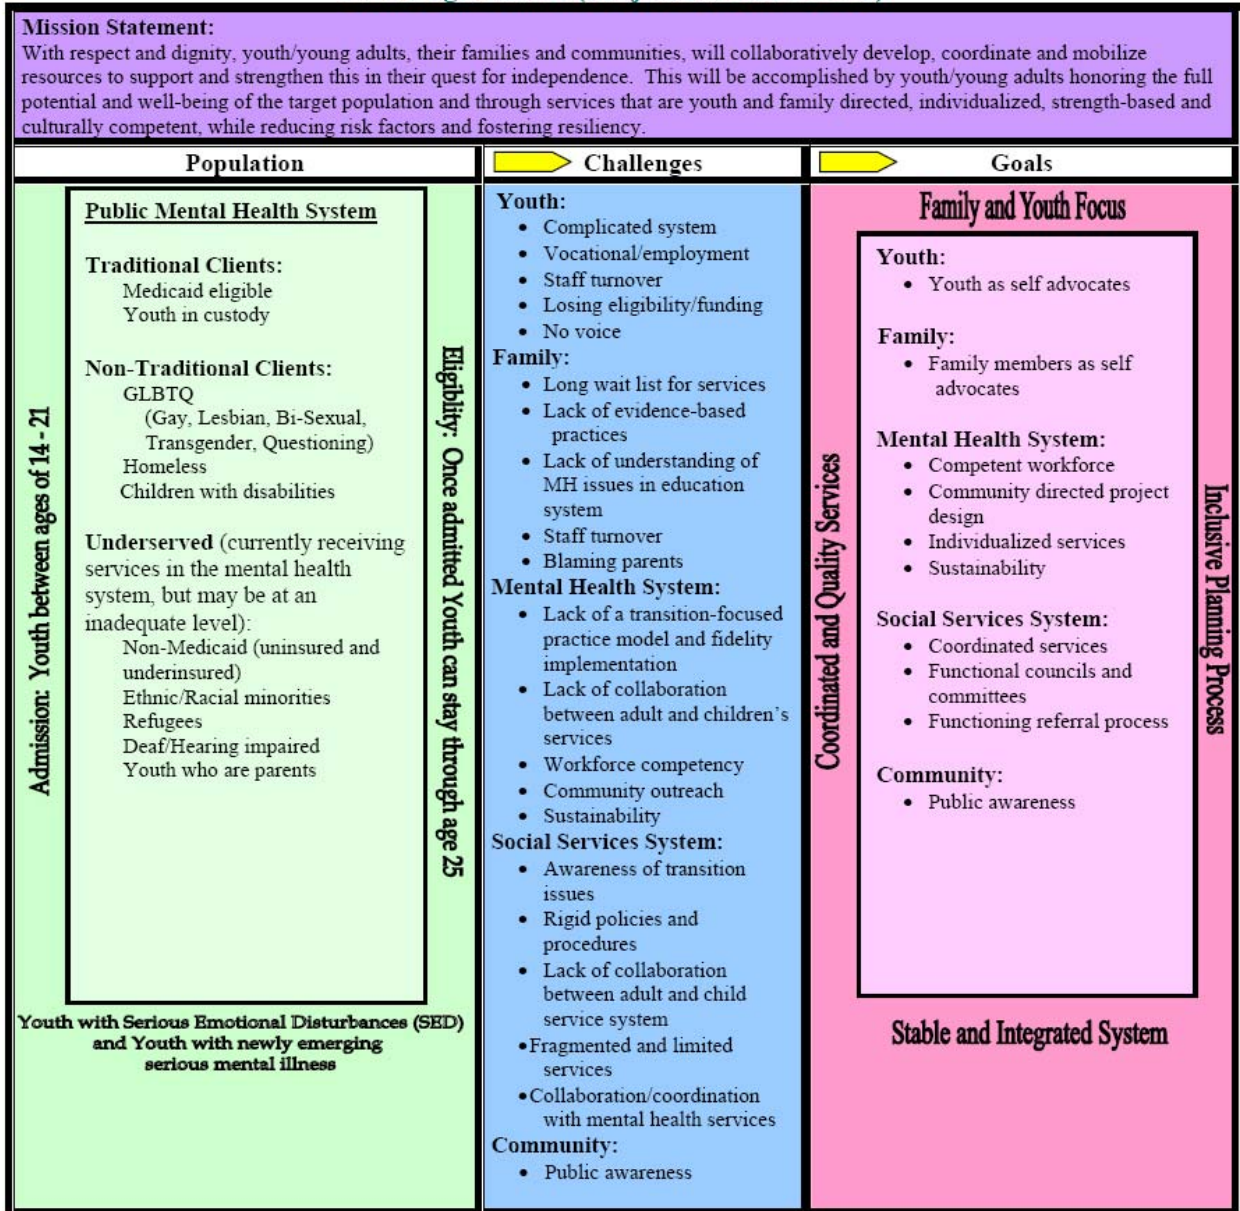 Mission Statement:
With respect and dignity, youth/young adults, their families and communities, will collaboratively develop, coordinate and mobilize
resources to support and strengthen this in their quest for independence.  This will be accomplished by youth/young adults honoring the full
potential and well-being of the target population and through services that are youth and family directed, individualized, strength-based and
culturally competent, while reducing risk factors and fostering resiliency.
Population
Admission:  Youth between ages of 14 - 21
Public Mental Health System
Traditional Clients:
Medicaid eligible
Youth in custody
Non-Traditional Clients:
GLBTQ
(Gay, Lesbian, Bi-Sexual,
Transgender, Questioning)
Homeless
Children with disabilities
Underserved (currently receiving
services in the mental health
system, but may be at an
inadequate level):
Non-Medicaid (uninsured and
underinsured)
Ethnic/Racial minorities
Refugees
Deaf/Hearing impaired
Youth who are parents
Eligiblity:  Once admitted Youth can stay through age 25
Youth with Serious Emotional Disturbances (SED)
and Youth with newly emerging
serious mental illness
Challenges
Youth:
• Complicated system
• Vocational/employment
• Staff turnover
• Losing eligibility/funding
• No voice
Family:
• Long wait list for services
• Lack of evidence-based
practices
• Lack of understanding of
MH issues in education
system
• Staff turnover
• Blaming parents
Mental Health System:
• Lack of a transition-focused
practice model and fidelity
implementation
• Lack of collaboration
between adult and children's
services
• Workforce competency
• Community outreach
• Sustainability
Social Services System:
• Awareness of transition
issues
• Rigid policies and
procedures
• Lack of collaboration
between adult and child
service system
•Fragmented and limited
services
•Collaboration/coordination
with mental health services
Community:
• Public awareness
Goals
Family and Youth Focus
Coordinated and Quality Services
Youth:
• Youth as self advocates
Family:
• Family members as self
advocates
Mental Health System:
• Competent workforce
• Community directed project
design
• Individualized services
• Sustainability
Social Services System:
• Coordinated services
• Functional councils and
committees
• Functioning referral process
Community:
• Public awareness
Inclusive Planning Process
Stable and Integrated System